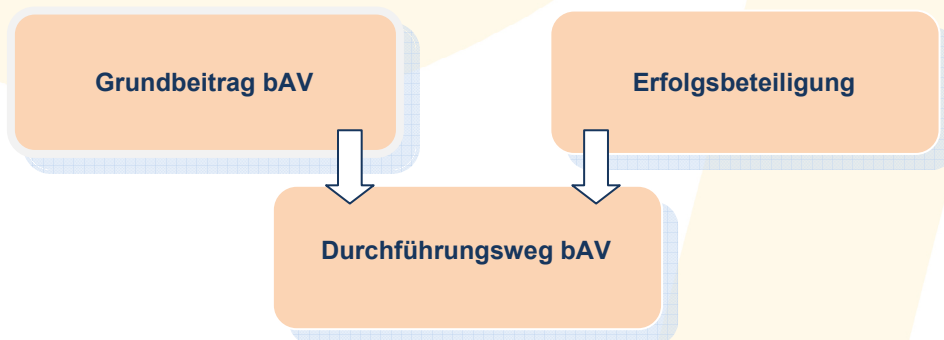 Grundbeitrag bAV
Erfolgsbeteiligung
Durchführungsweg bAV